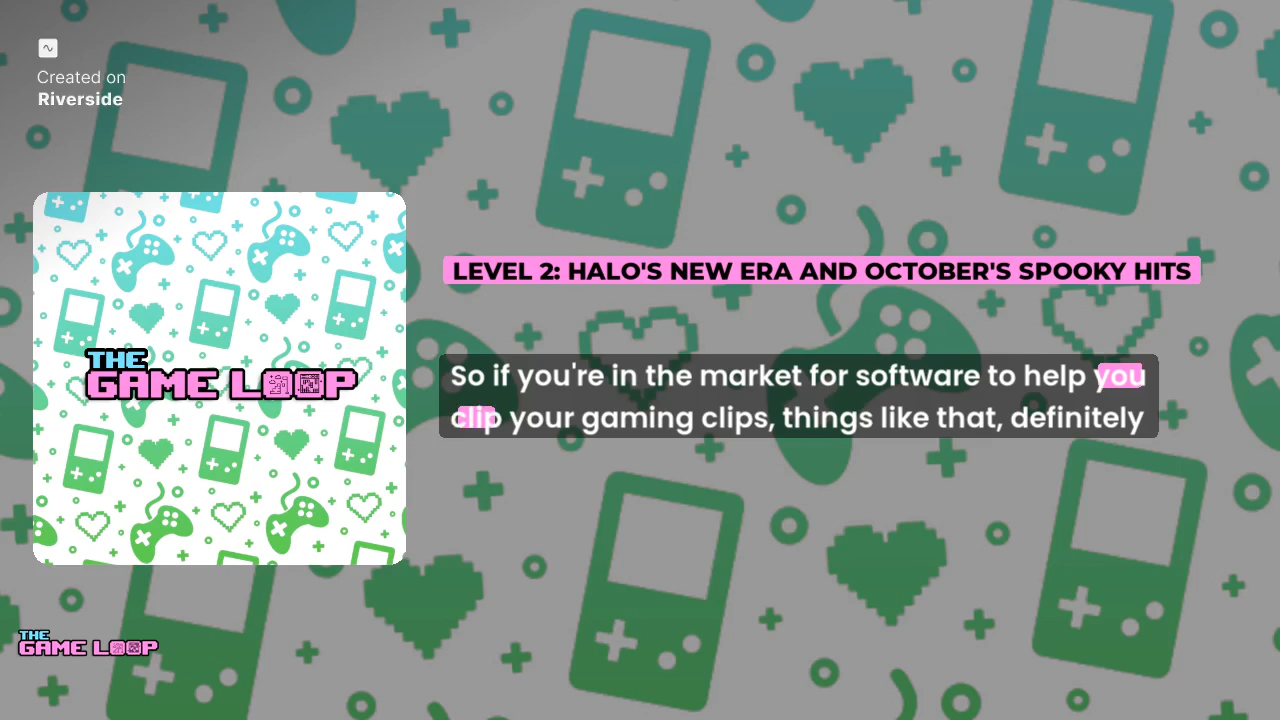 Created on
Riverside
LEVEL 2: HALO'S NEW ERA AND OCTOBER'S SPOOKY HITS
THE
GAME LOOP
So if you're in the market for software to help you
clip your gaming clips, things like that, definitely
THE
GAME LOOP